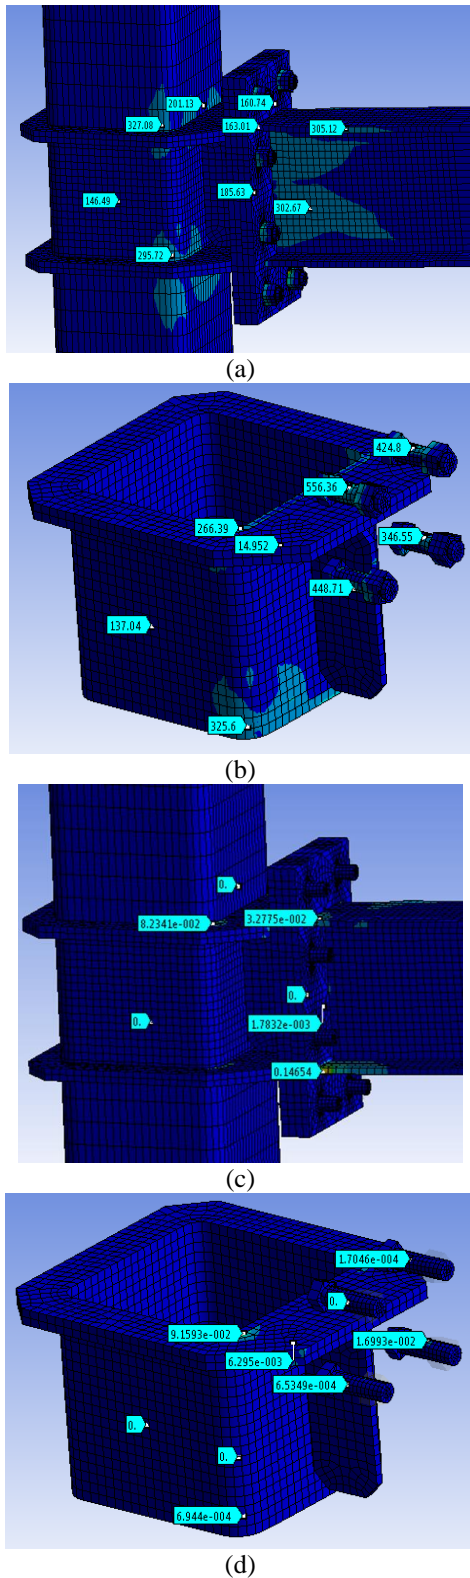 201.13
160.74
327.08
163.01
305.12
146.49
185.63
302.67
295.72
(a)
424.8
556.36
266.39
346.55
14.952
448.71
137.04
325.6
(b)
0.
8.2341e-002
3.2775e-002
0.
0.
1.7832e-003
0.14654
(c)
1.7046e-004
0.
9.1593e-002
1.6993e-002
6.295e-003
6.5349e-004
0.
0.
6.944e-004
(d)